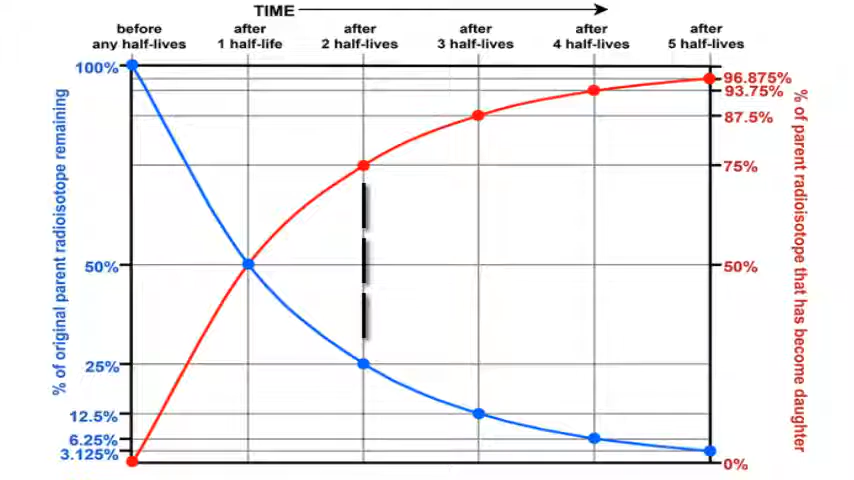 TIME
before
any half-lives
after
1 half-life
after
2 half-lives
after
3 half-lives
after
4 half-lives
after
5 half-lives
100%
50%
25%
12.5%
6.25%
3.125%
% of original parent radioisotope remaining
96.875%
93.75%
87.5%
75%
50%
0%
% of parent radioisotope that has become daughter